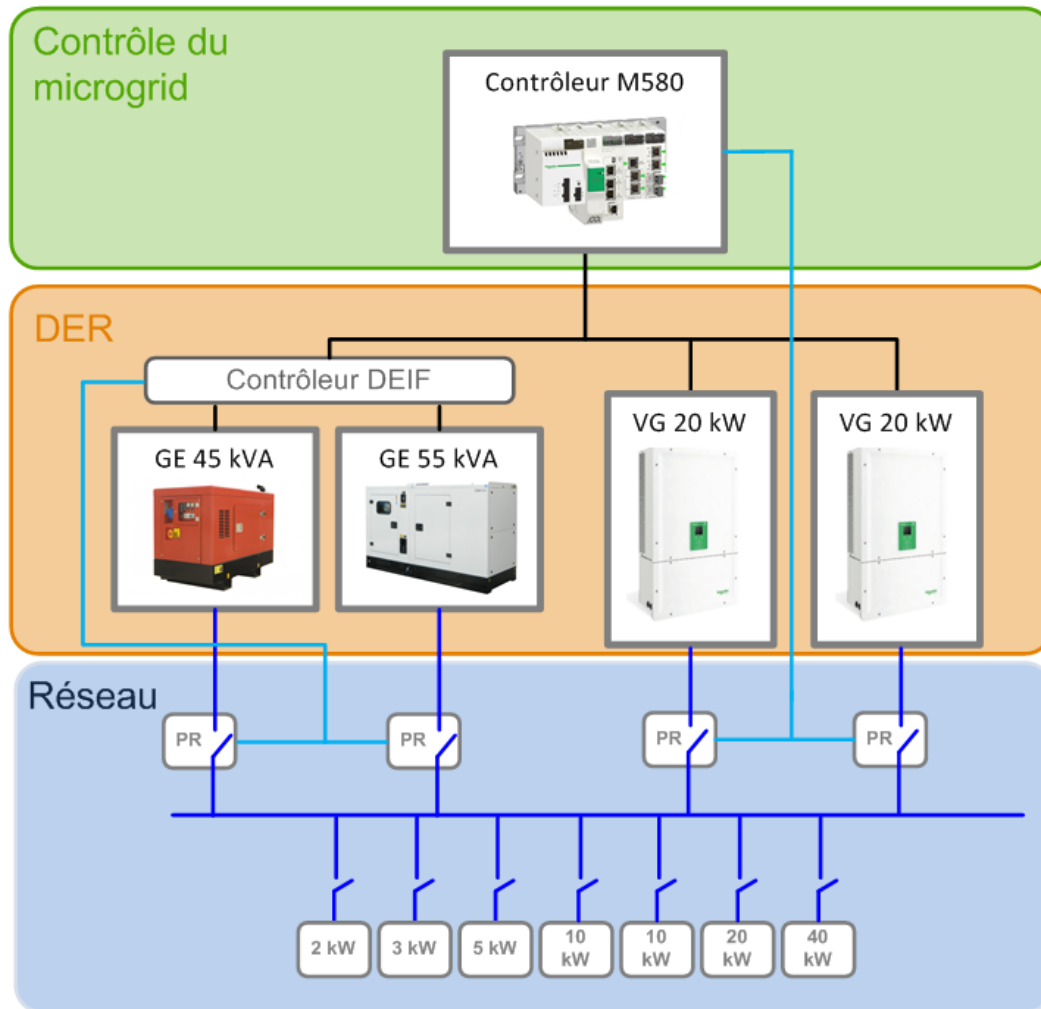 Contrôle du
microgrid
Contrôleur M580
DER
Contrôleur DEIF
GE 45 kVA
GE 55 kVA
VG 20 kW
VG 20 kW
Réseau
PR
PR
PR
PR
2 kW
3 kW
5 kW
10
kW
10
kW
20
kW
40
kW